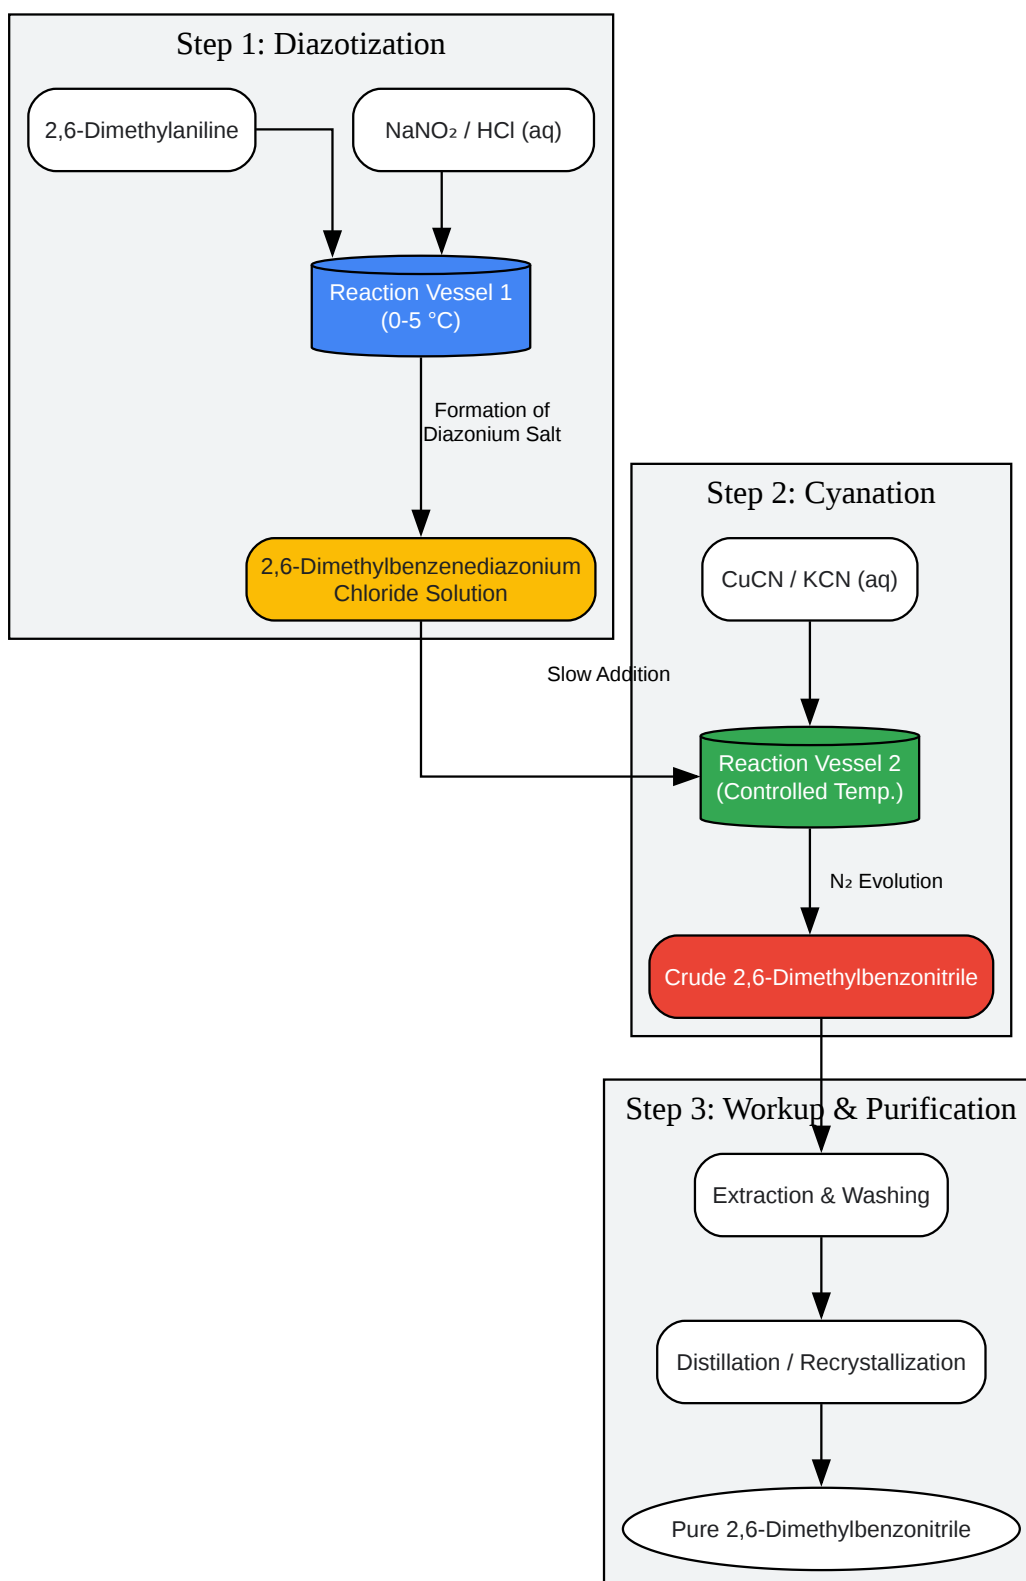 Step 1: Diazotization
2,6-Dimethylaniline
NaNO₂ / HCl (aq)
Reaction Vessel 1
(0-5 °C)
Formation of
Diazonium Salt
2,6-Dimethylbenzenediazonium
Chloride Solution
Slow Addition
Step 2: Cyanation
CuCN / KCN (aq)
Reaction Vessel 2
(Controlled Temp.)
N₂ Evolution
Crude 2,6-Dimethylbenzonitrile
Step 3: Workup & Purification
Extraction & Washing
Distillation / Recrystallization
Pure 2,6-Dimethylbenzonitrile